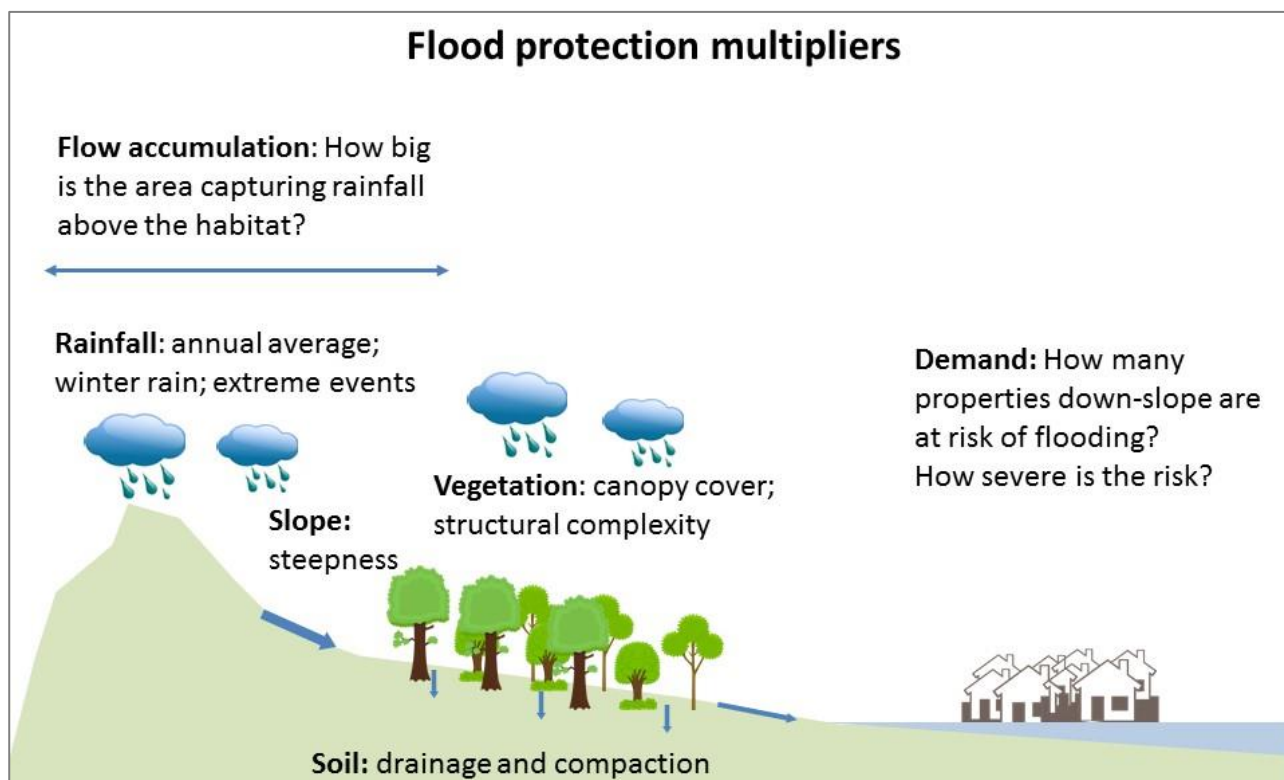 Flood protection multipliers
Flow accumulation: How big
is the area capturing rainfall
above the habitat?
Rainfall: annual average;
winter rain; extreme events
Demand: How many
properties down-slope are
at risk of flooding?
How severe is the risk?
Vegetation: canopy cover;
structural complexity
Slope:
steepness
Soil: drainage and compaction